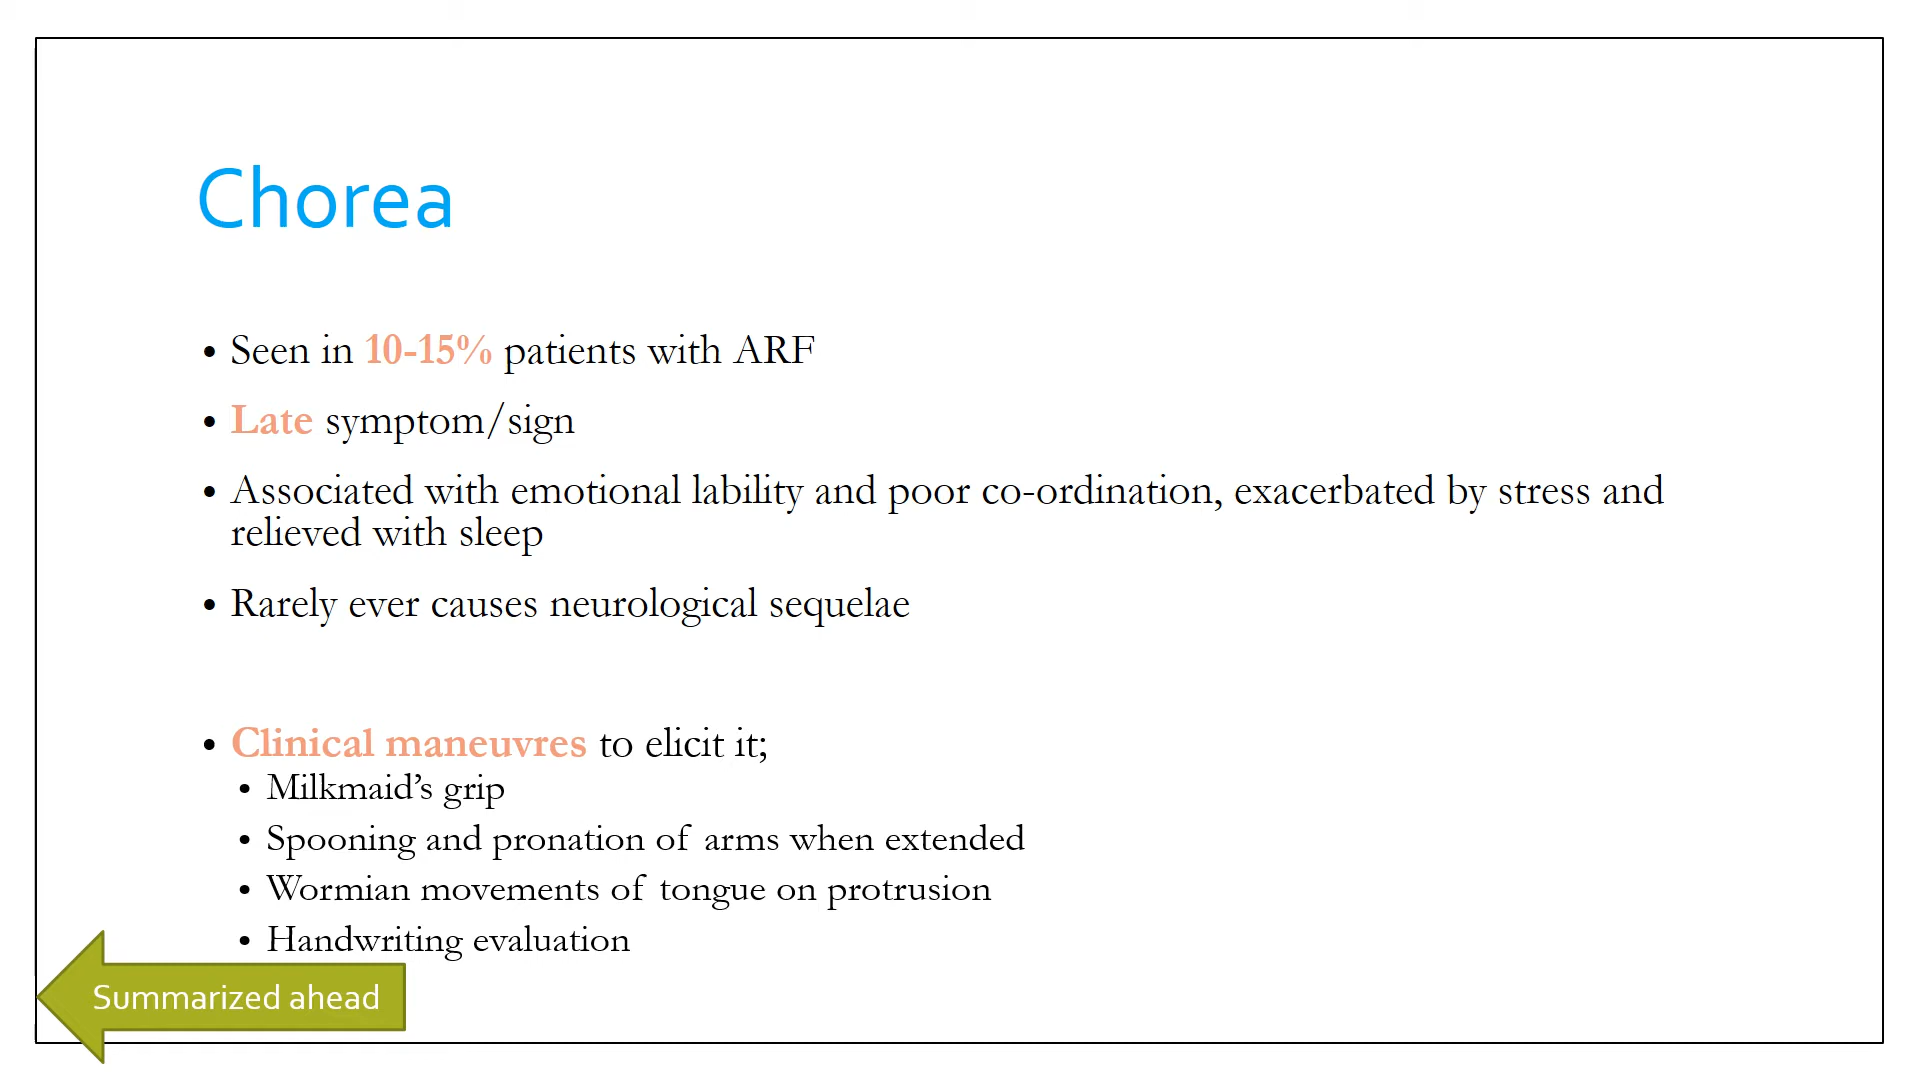 Chorea
• Seen in 10-15% patients with ARF
• Late symptom/sign
• Associated with emotional lability and poor co-ordination, exacerbated by stress and
relieved with sleep
• Rarely ever causes neurological sequelae
• Clinical maneuvres to elicit it;
• Milkmaid’s grip
• Spooning and pronation of arms when extended
• Wormian movements of tongue on protrusion
• Handwriting evaluation
Summarized ahead